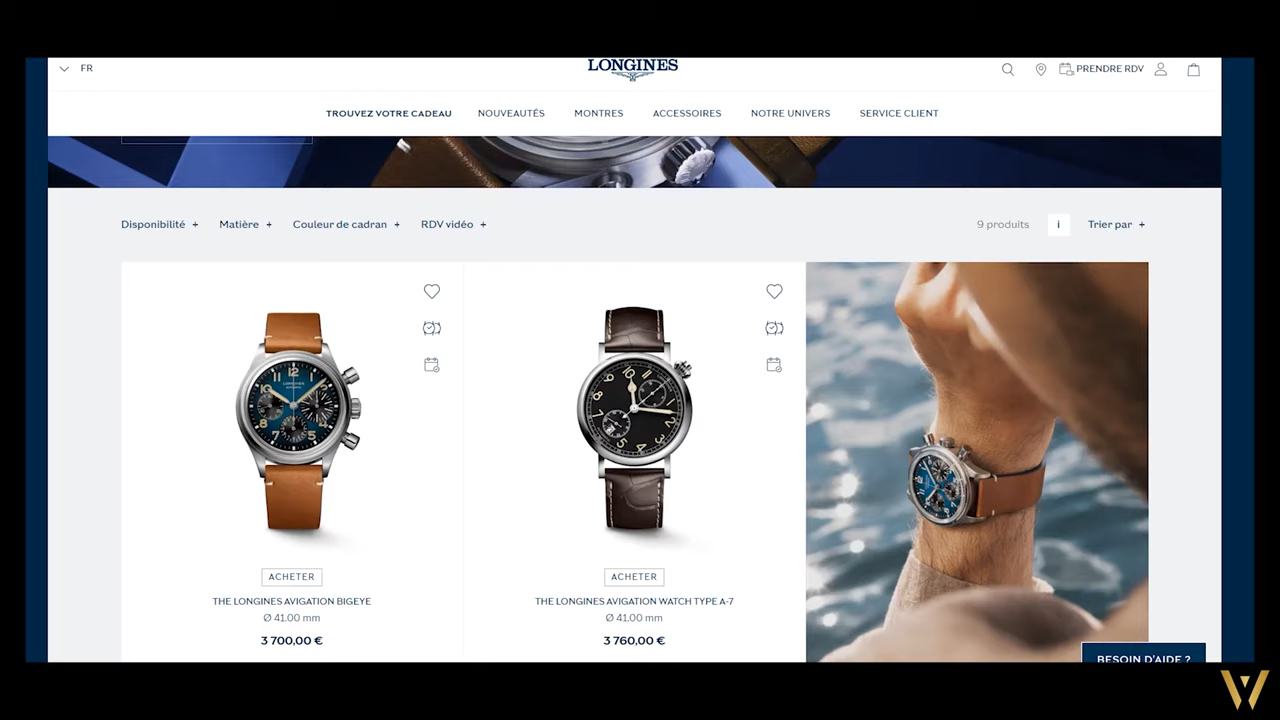 FR
LONGINES
PRENDRE RDV
TROUVEZ VOTRE CADEAU
NOUVEAUTÉS
MONTRES
ACCESSOIRES
NOTRE UNIVERS
SERVICE CLIENT
Disponibilité +
Matière +
Couleur de cadran +
RDV vidéo +
9 produits
i
Trier par +
ACHETER
THE LONGINES AVIGATION BIGEYE
Ø 41.00 mm
3 700,00 €
ACHETER
THE LONGINES AVIGATION WATCH TYPE A-7
Ø 41.00 mm
3 760,00 €
BESOIN D'AIDE ?